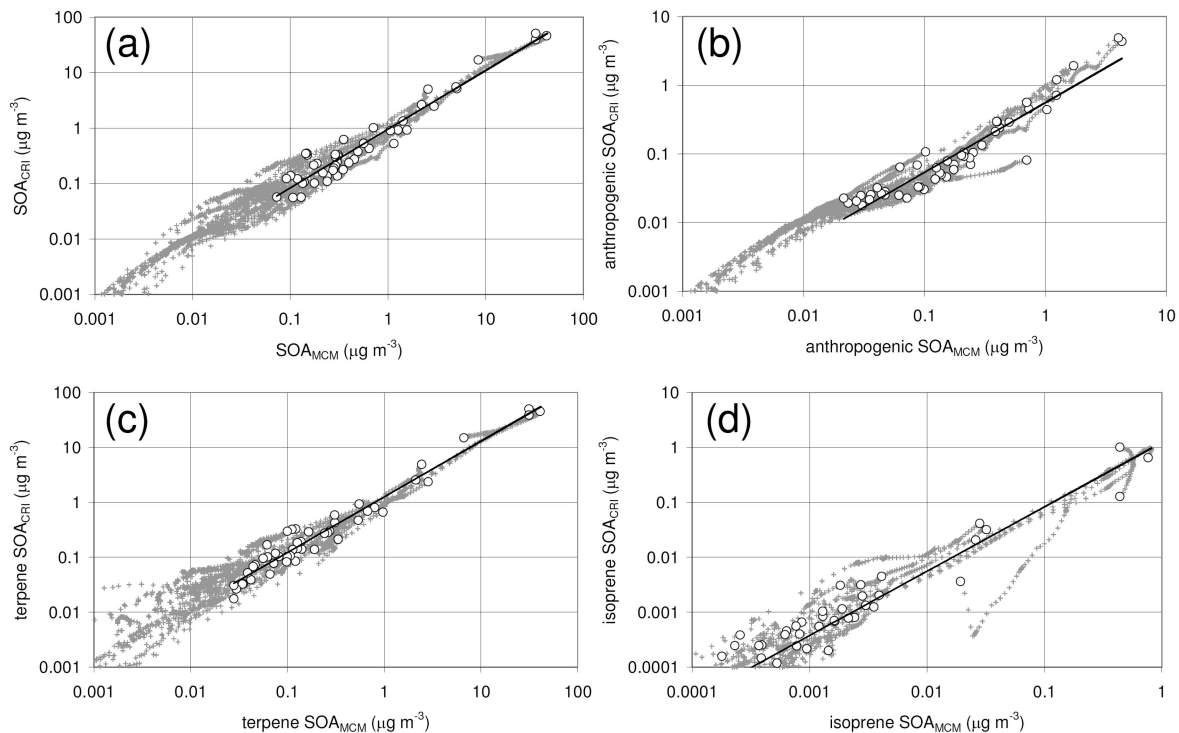 (a)
100
10
1
0.1
0.01
0.001
SOA_CRI (µg m⁻³)
0.001 0.01 0.1 1 10 100
SOA_MCM (µg m⁻³)
(b)
10
1
0.1
0.01
0.001
anthropogenic SOA_CRI (µg m⁻³)
0.001 0.01 0.1 1 10
anthropogenic SOA_MCM (µg m⁻³)
(c)
100
10
1
0.1
0.01
0.001
terpene SOA_CRI (µg m⁻³)
0.001 0.01 0.1 1 10 100
terpene SOA_MCM (µg m⁻³)
(d)
10
1
0.1
0.01
0.001
0.0001
isoprene SOA_CRI (µg m⁻³)
0.0001 0.001 0.01 0.1 1
isoprene SOA_MCM (µg m⁻³)